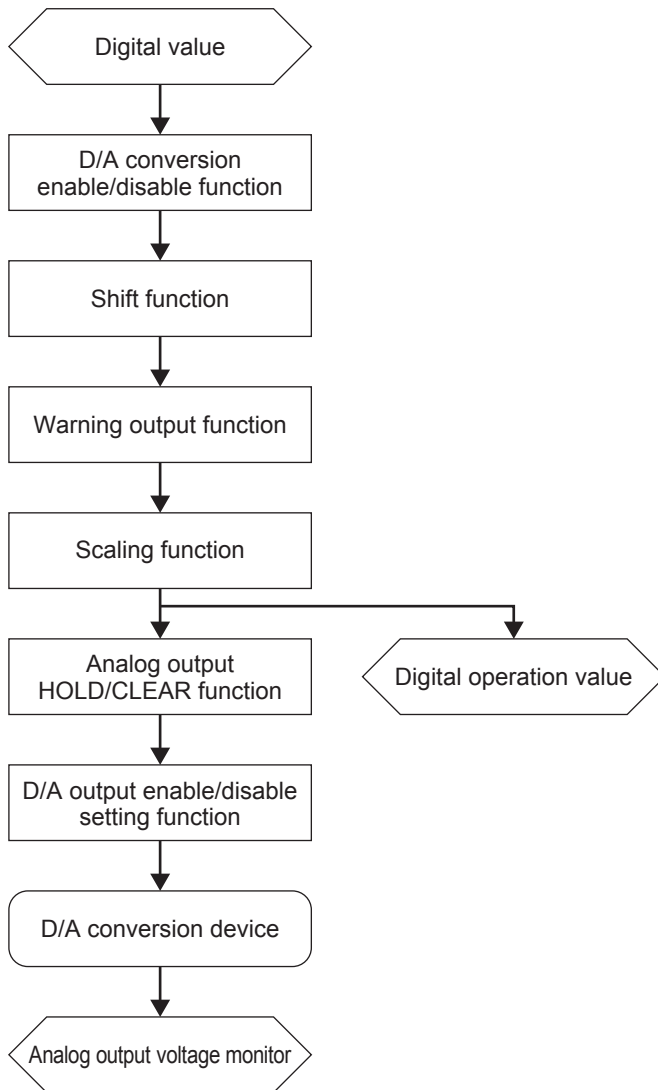 Digital value
D/A conversion
enable/disable function
Shift function
Warning output function
Scaling function
Analog output
HOLD/CLEAR function
Digital operation value
D/A output enable/disable
setting function
D/A conversion device
Analog output voltage monitor